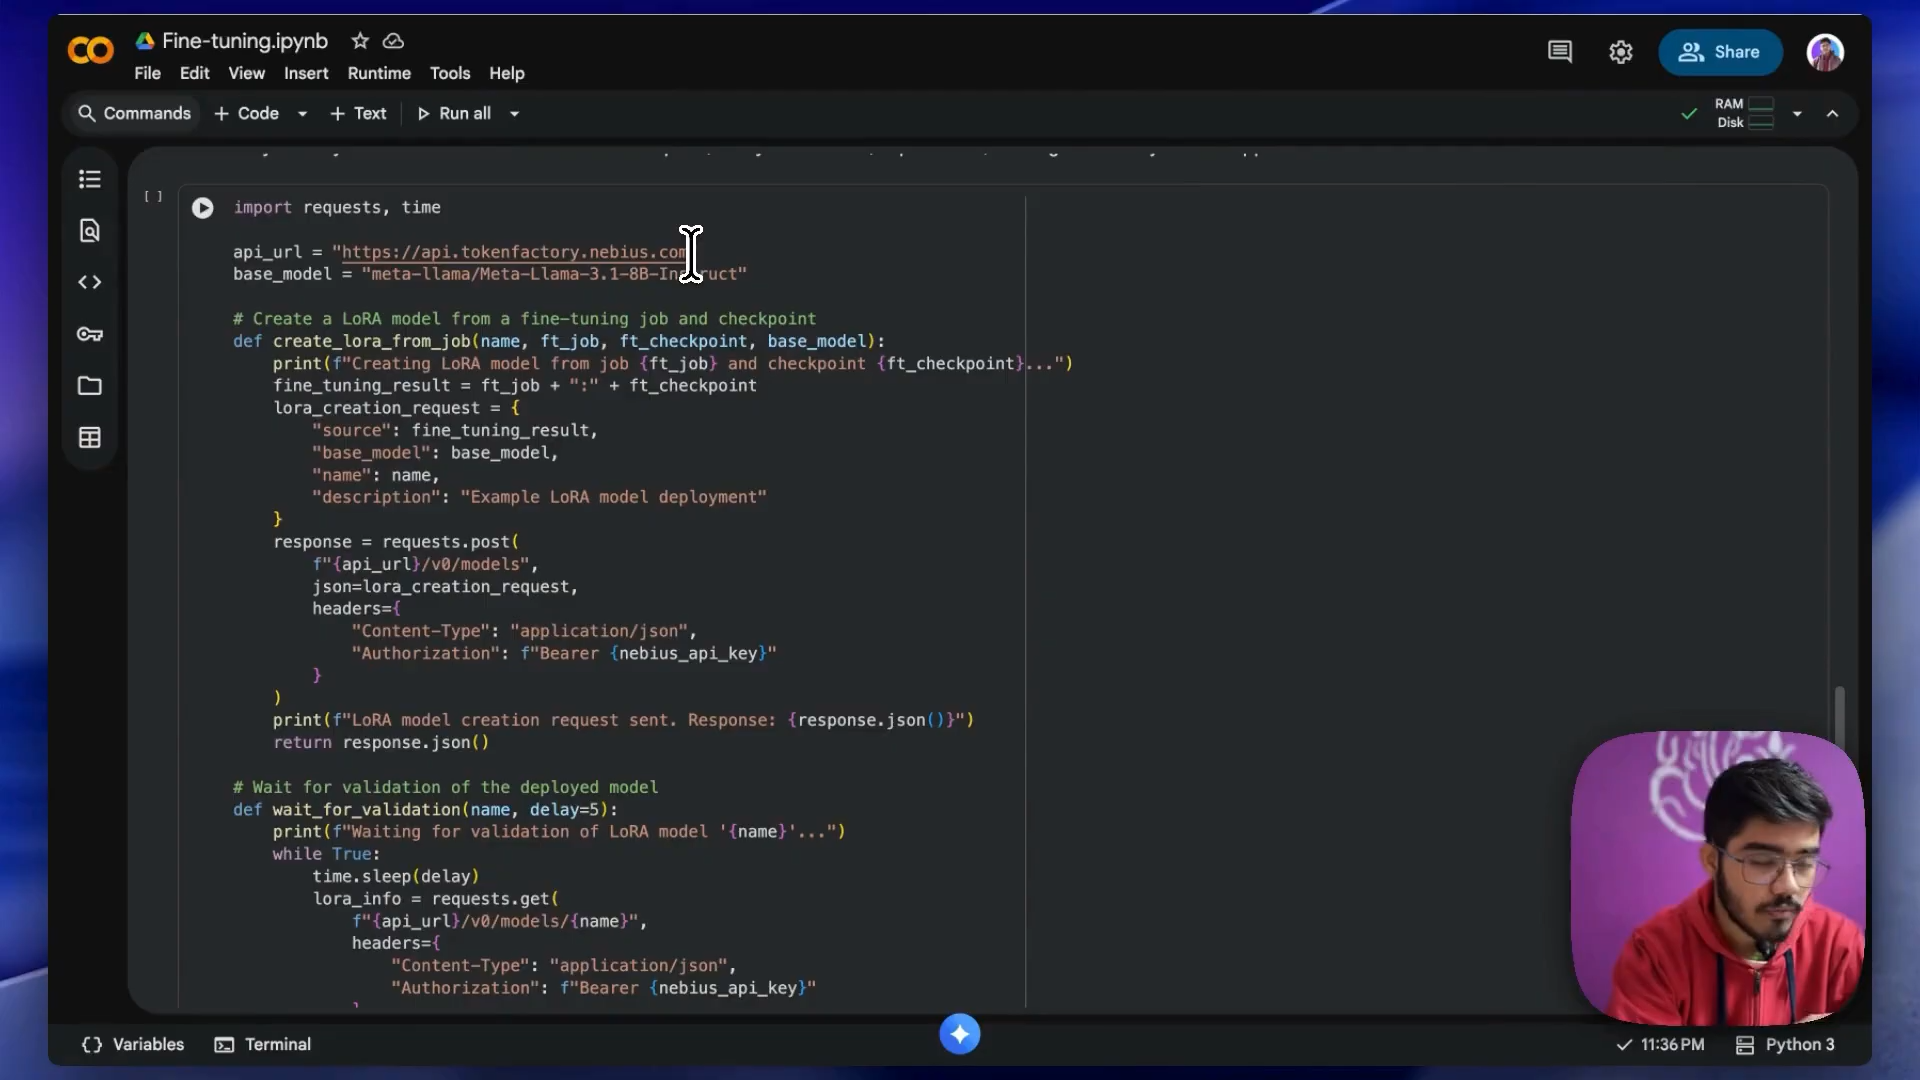 Fine-tuning.ipynb
File Edit View Insert Runtime Tools Help
Share
Commands + Code + Text Run all
RAM
Disk
[ ]
import requests, time
api_url = "https://api.tokenfactory.nebius.com
base_model = "meta-llama/Meta-Llama-3.1-8B-Instruct"
# Create a LoRA model from a fine-tuning job and checkpoint
def create_lora_from_job(name, ft_job, ft_checkpoint, base_model):
print(f"Creating LoRA model from job {ft_job} and checkpoint {ft_checkpoint}...")
fine_tuning_result = ft_job + ":" + ft_checkpoint
lora_creation_request = {
"source": fine_tuning_result,
"base_model": base_model,
"name": name,
"description": "Example LoRA model deployment"
}
response = requests.post(
f"{api_url}/v0/models",
json=lora_creation_request,
headers={
"Content-Type": "application/json",
"Authorization": f"Bearer {nebius_api_key}"
}
)
print(f"LoRA model creation request sent. Response: {response.json()}")
return response.json()
# Wait for validation of the deployed model
def wait_for_validation(name, delay=5):
print(f"Waiting for validation of LoRA model '{name}'...")
while True:
time.sleep(delay)
lora_info = requests.get(
f"{api_url}/v0/models/{name}",
headers={
"Content-Type": "application/json",
"Authorization": f"Bearer {nebius_api_key}"
Variables Terminal
11:36 PM Python 3